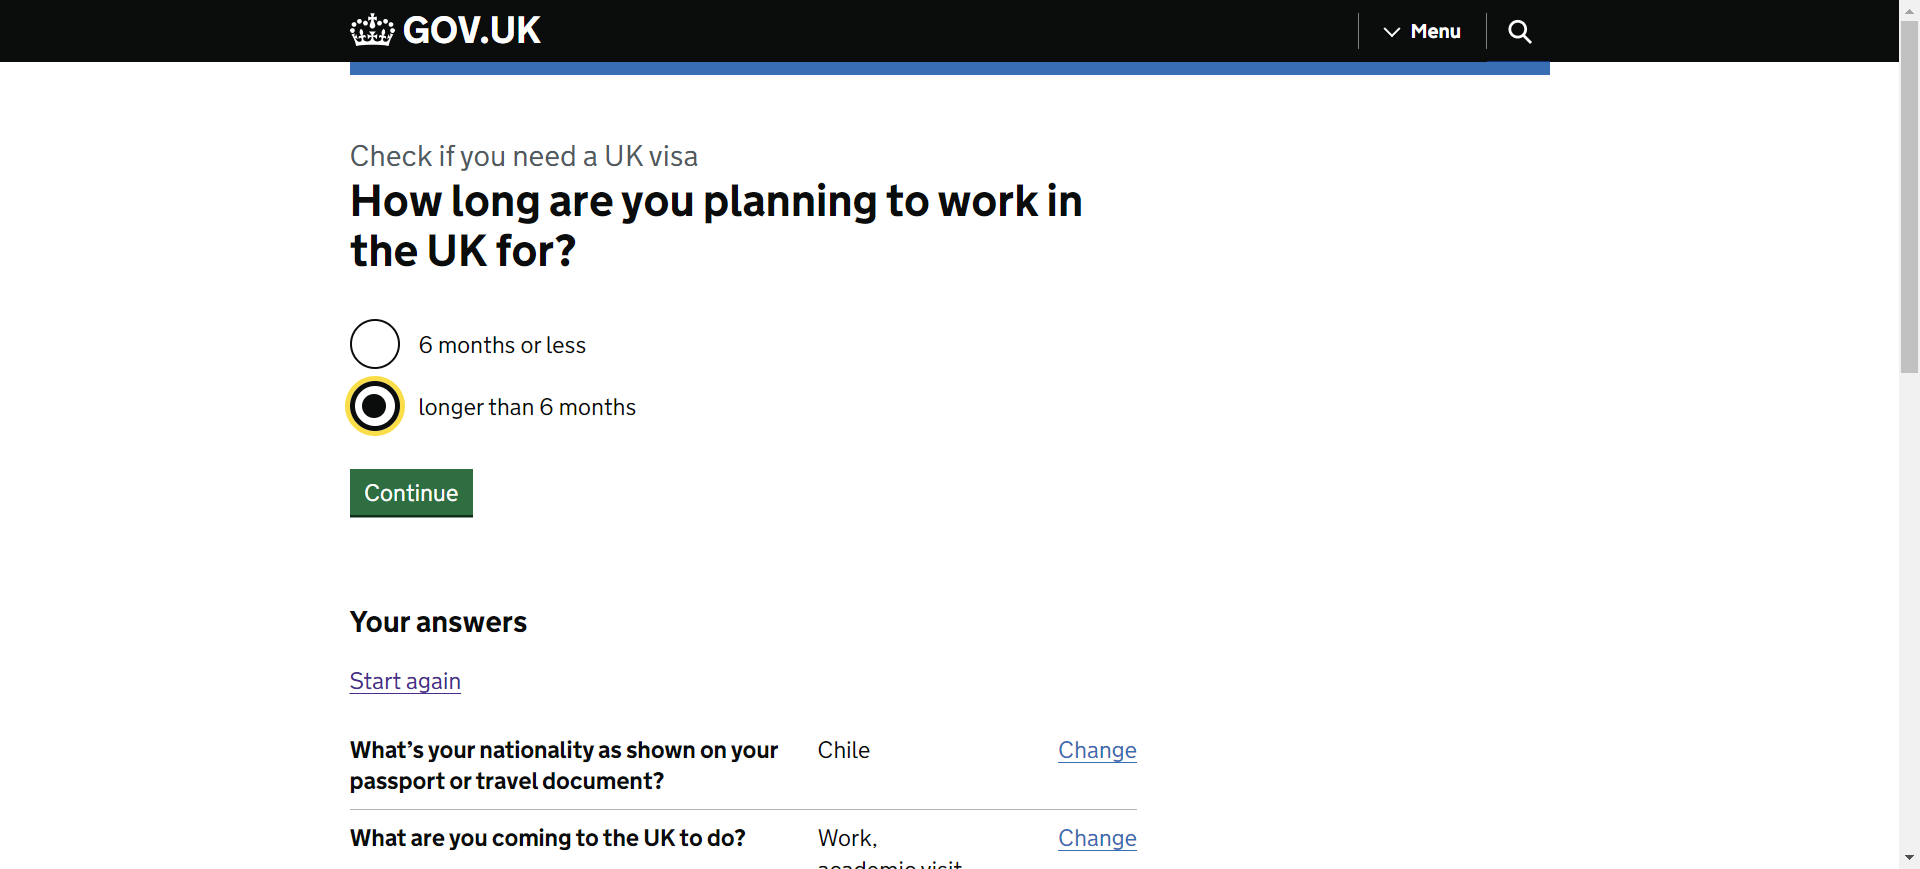 GOV.UK
Menu
Check if you need a UK visa
How long are you planning to work in
the UK for?
6 months or less
longer than 6 months
Continue
Your answers
Start again
What’s your nationality as shown on your
passport or travel document?
Chile
Change
What are you coming to the UK to do?
Work,
academic visit
Change